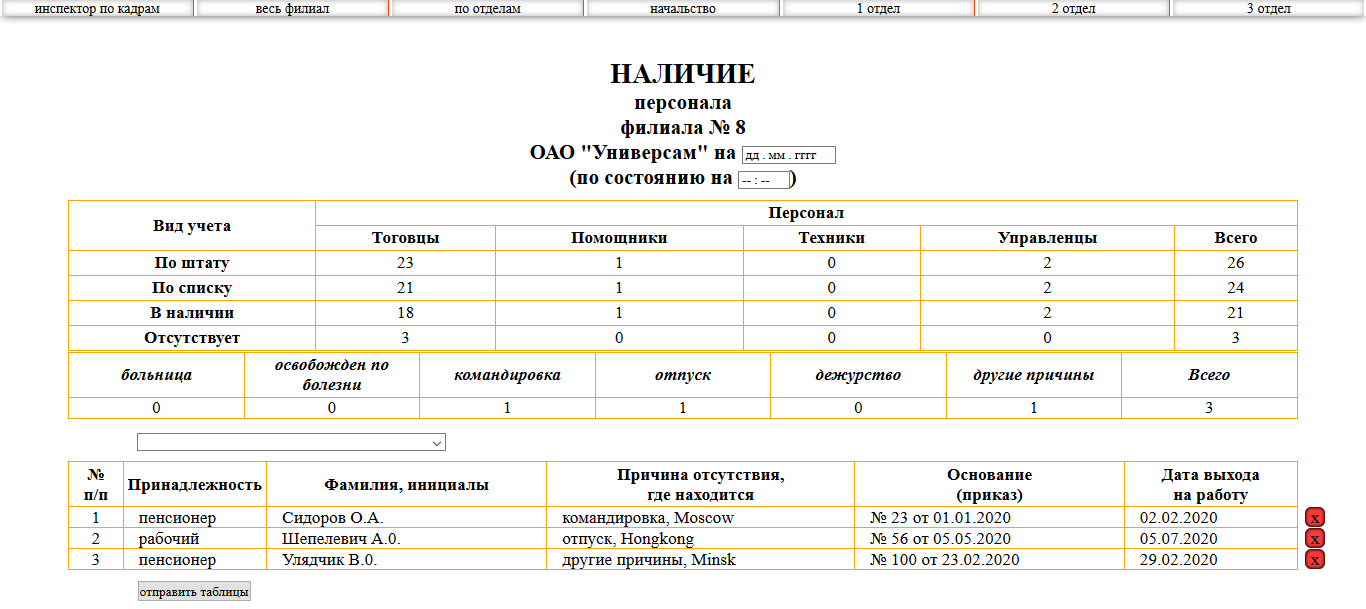 инспектор по кадрам весь филиал по отделам начальство 1 отдел 2 отдел 3 отдел
НАЛИЧИЕ
персонала
филиала № 8
ОАО "Универсам" на дд . мм . гггг
(по состоянию на -- : --)
Вид учета Персонал
Тоговцы Помощники Техники Управленцы Всего
По штату 23 1 0 2 26
По списку 21 1 0 2 24
В наличии 18 1 0 2 21
Отсутствует 3 0 0 0 3
больница освобожден по болезни командировка отпуск дежурство другие причины Всего
0 0 1 1 0 1 3
№ п/п Принадлежность Фамилия, инициалы Причина отсутствия, где находится Основание (приказ) Дата выхода на работу
1 пенсионер Сидоров О.А. командировка, Moscow № 23 от 01.01.2020 02.02.2020 x
2 рабочий Шепелевич А.0. отпуск, Hongkong № 56 от 05.05.2020 05.07.2020 x
3 пенсионер Улядчик В.0. другие причины, Minsk № 100 от 23.02.2020 29.02.2020 x
отправить таблицы